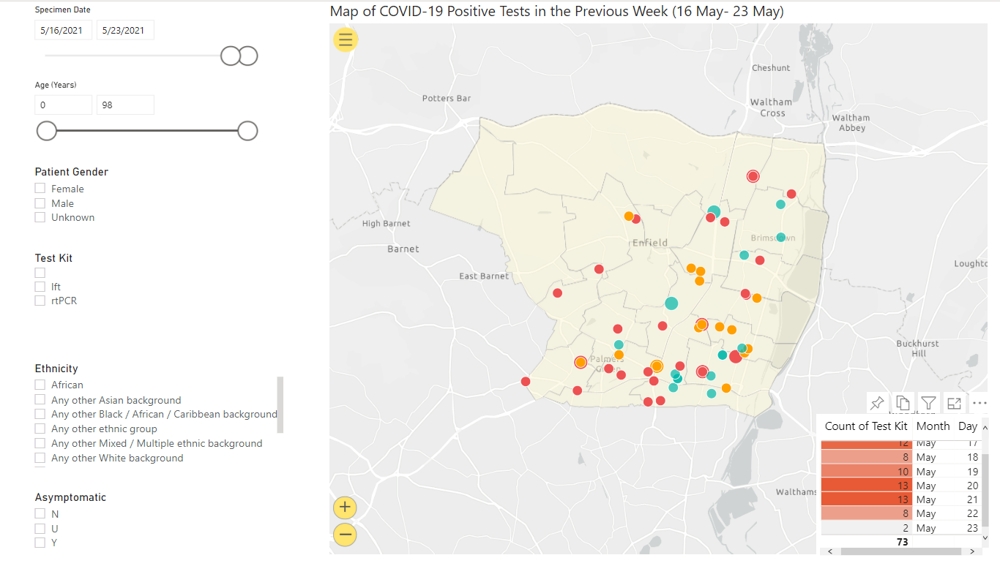 Specimen Date
5/16/2021 5/23/2021
Age (Years)
0 98
Patient Gender
Female
Male
Unknown
Test Kit
lft
rtPCR
Ethnicity
African
Any other Asian background
Any other Black / African / Caribbean background
Any other ethnic group
Any other Mixed / Multiple ethnic background
Any other White background
Asymptomatic
N
U
Y
Map of COVID-19 Positive Tests in the Previous Week (16 May- 23 May)
Cheshunt
Potters Bar
Waltham
Cross
Waltham
Abbey
High Barnet
Barnet
Enfield
Brimsdown
East Barnet
Loughto
Buckhurst
Hill
Palmers
Green
Walthams
Count of Test Kit Month Day
12 May 17
8 May 18
10 May 19
13 May 20
13 May 21
8 May 22
2 May 23
73